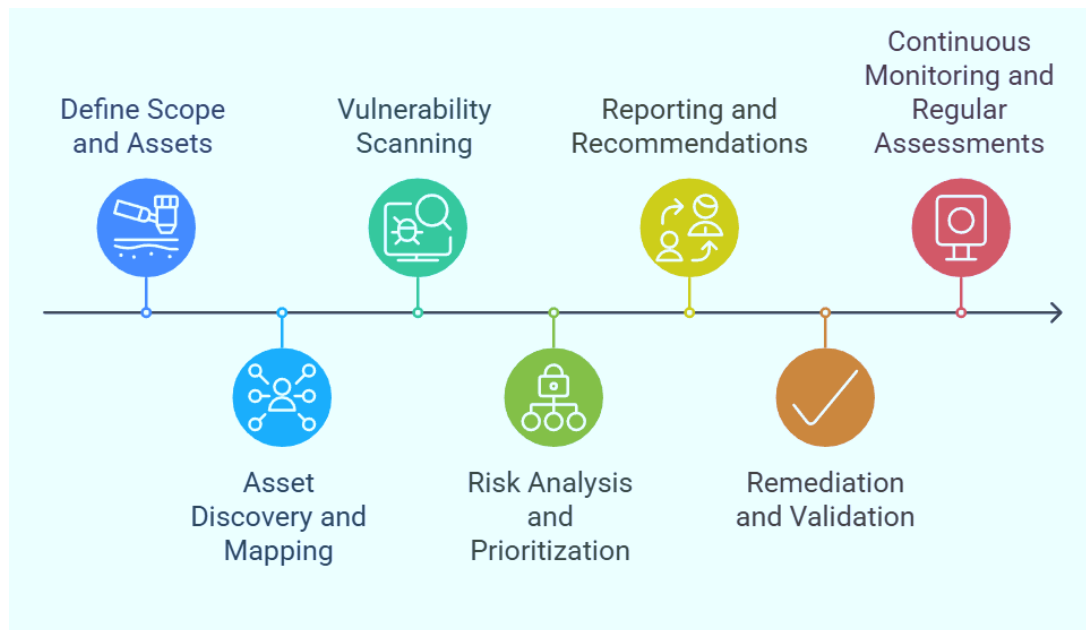 Define Scope
and Assets
Asset
Discovery and
Mapping
Vulnerability
Scanning
Risk Analysis
and
Prioritization
Reporting and
Recommendations
Remediation
and Validation
Continuous
Monitoring and
Regular
Assessments